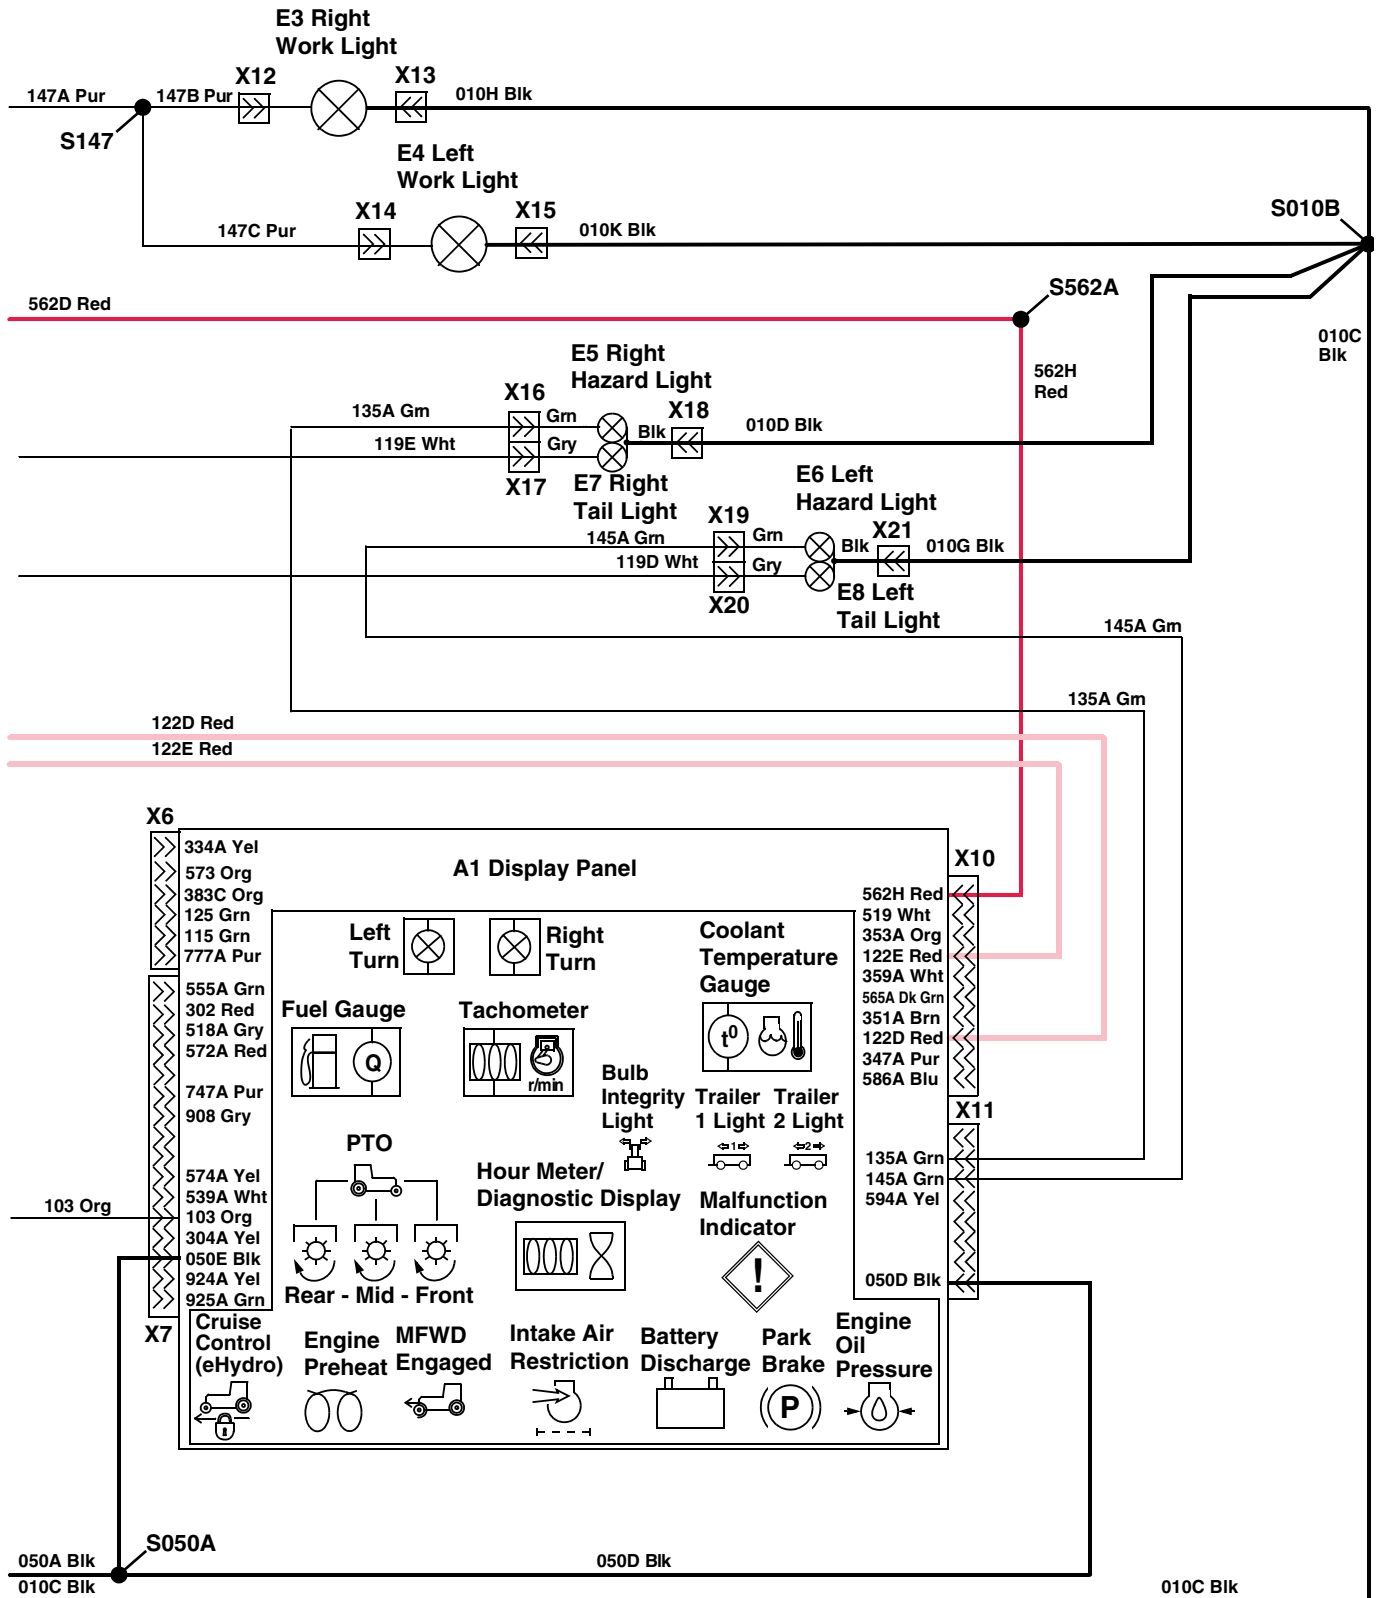 E3 Right
Work Light
X12
X13
147A Pur
147B Pur
010H Blk
S147
E4 Left
Work Light
X14
X15
147C Pur
010K Blk
S010B
562D Red
S562A
010C
Blk
562H
Red
E5 Right
Hazard Light
X16
X18
135A Grn
Grn
119E Wht
Gry
Blk
010D Blk
X17
E7 Right
Tail Light
E6 Left
Hazard Light
X19
X21
145A Grn
Grn
119D Wht
Gry
Blk
010G Blk
X20
E8 Left
Tail Light
145A Grn
135A Grn
122D Red
122E Red
X6
A1 Display Panel
X10
334A Yel
573 Org
383C Org
125 Grn
115 Grn
777A Pur
555A Grn
302 Red
518A Gry
572A Red
747A Pur
908 Gry
574A Yel
539A Wht
103 Org
103 Org
304A Yel
050E Blk
924A Yel
925A Grn
X7
562H Red
519 Wht
353A Org
122E Red
359A Wht
565A Dk Grn
351A Brn
122D Red
347A Pur
586A Blu
X11
135A Grn
145A Grn
594A Yel
050D Blk
Left
Turn
Right
Turn
Coolant
Temperature
Gauge
t0
Fuel Gauge
Q
Tachometer
r/min
Bulb
Integrity
Light
Trailer
1 Light
1
Trailer
2 Light
2
PTO
Rear - Mid - Front
Hour Meter/
Diagnostic Display
Malfunction
Indicator
!
Cruise
Control
(eHydro)
Engine
Preheat
MFWD
Engaged
Intake Air
Restriction
Battery
Discharge
Park
Brake
P
Engine
Oil
Pressure
S050A
050A Blk
050D Blk
010C Blk
010C Blk